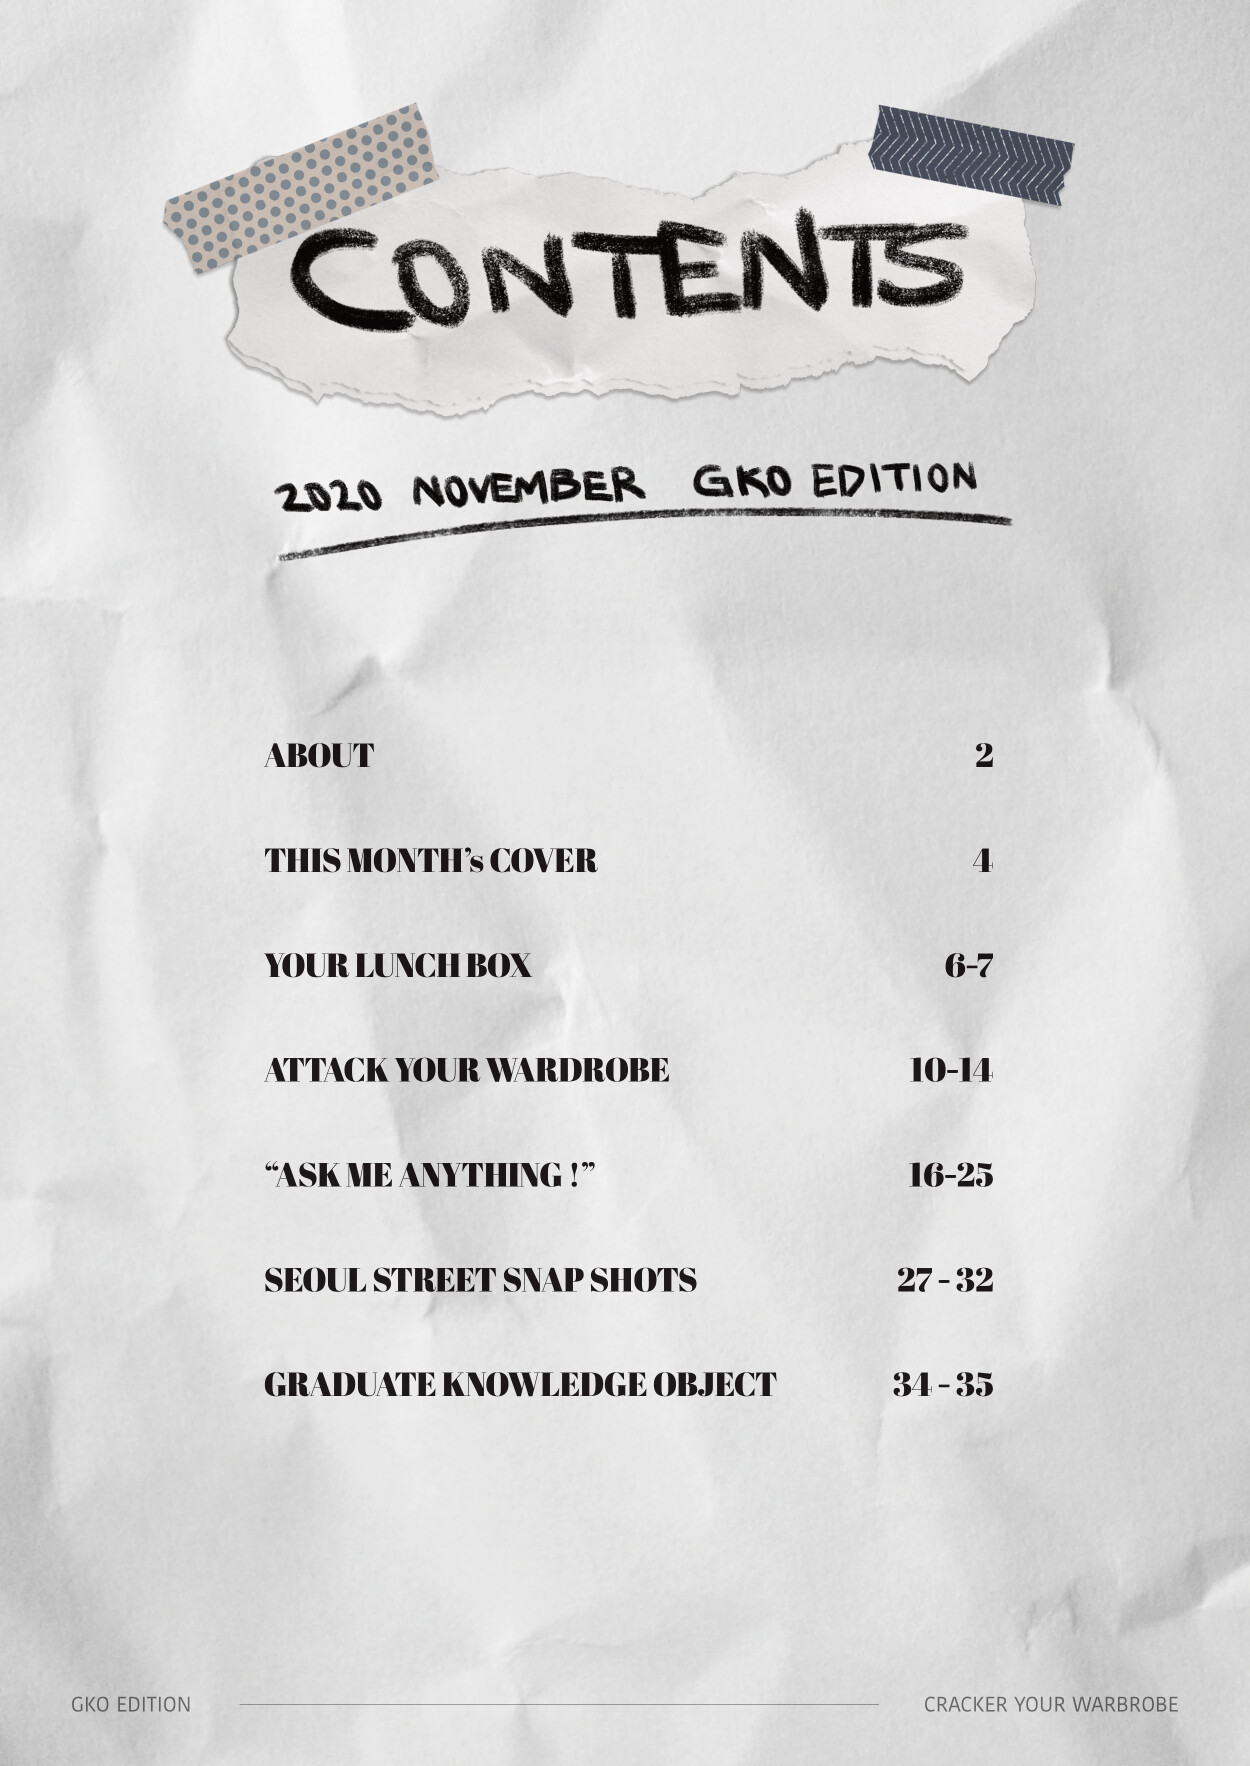 CONTENTS
2020 NOVEMBER GKO EDITION
ABOUT 2
THIS MONTH’s COVER 4
YOUR LUNCH BOX 6-7
ATTACK YOUR WARDROBE 10-14
“ASK ME ANYTHING !” 16-25
SEOUL STREET SNAP SHOTS 27 - 32
GRADUATE KNOWLEDGE OBJECT 34 - 35
GKO EDITION CRACKER YOUR WARBROBE